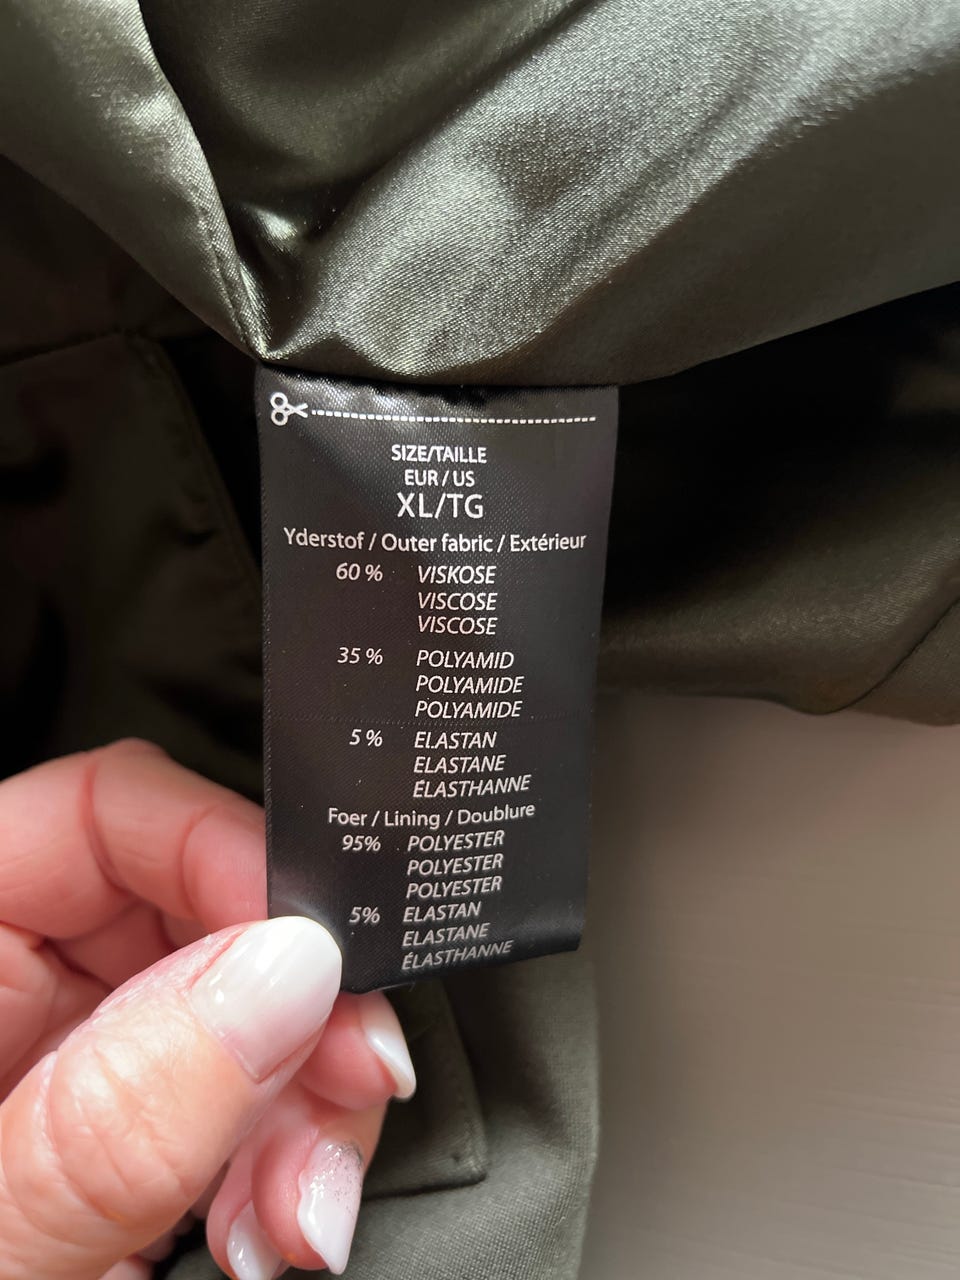 SIZE/TAILLE
EUR / US
XL/TG
Yderstof / Outer fabric / Extérieur
60 % VISKOSE
VISCOSE
VISCOSE
35 % POLYAMID
POLYAMIDE
POLYAMIDE
5 % ELASTAN
ELASTANE
ÉLASTHANNE
Foer / Lining / Doublure
95% POLYESTER
POLYESTER
POLYESTER
5% ELASTAN
ELASTANE
ÉLASTHANNE